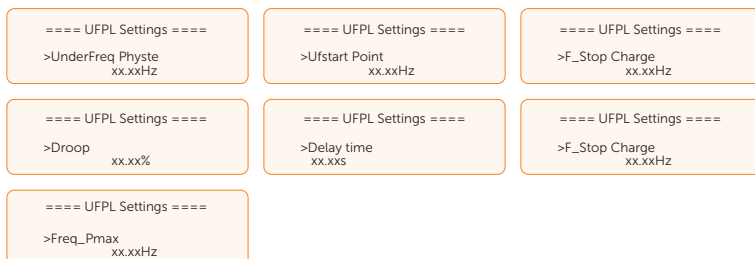 ==== UFPL Settings ====
>UnderFreq Physte
xx.xxHz
==== UFPL Settings ====
>Ufstart Point
xx.xxHz
==== UFPL Settings ====
>F_Stop Charge
xx.xxHz
==== UFPL Settings ====
>Droop
xx.xx%
==== UFPL Settings ====
>Delay time
xx.xxs
==== UFPL Settings ====
>F_Stop Charge
xx.xxHz
==== UFPL Settings ====
>Freq_Pmax
xx.xxHz